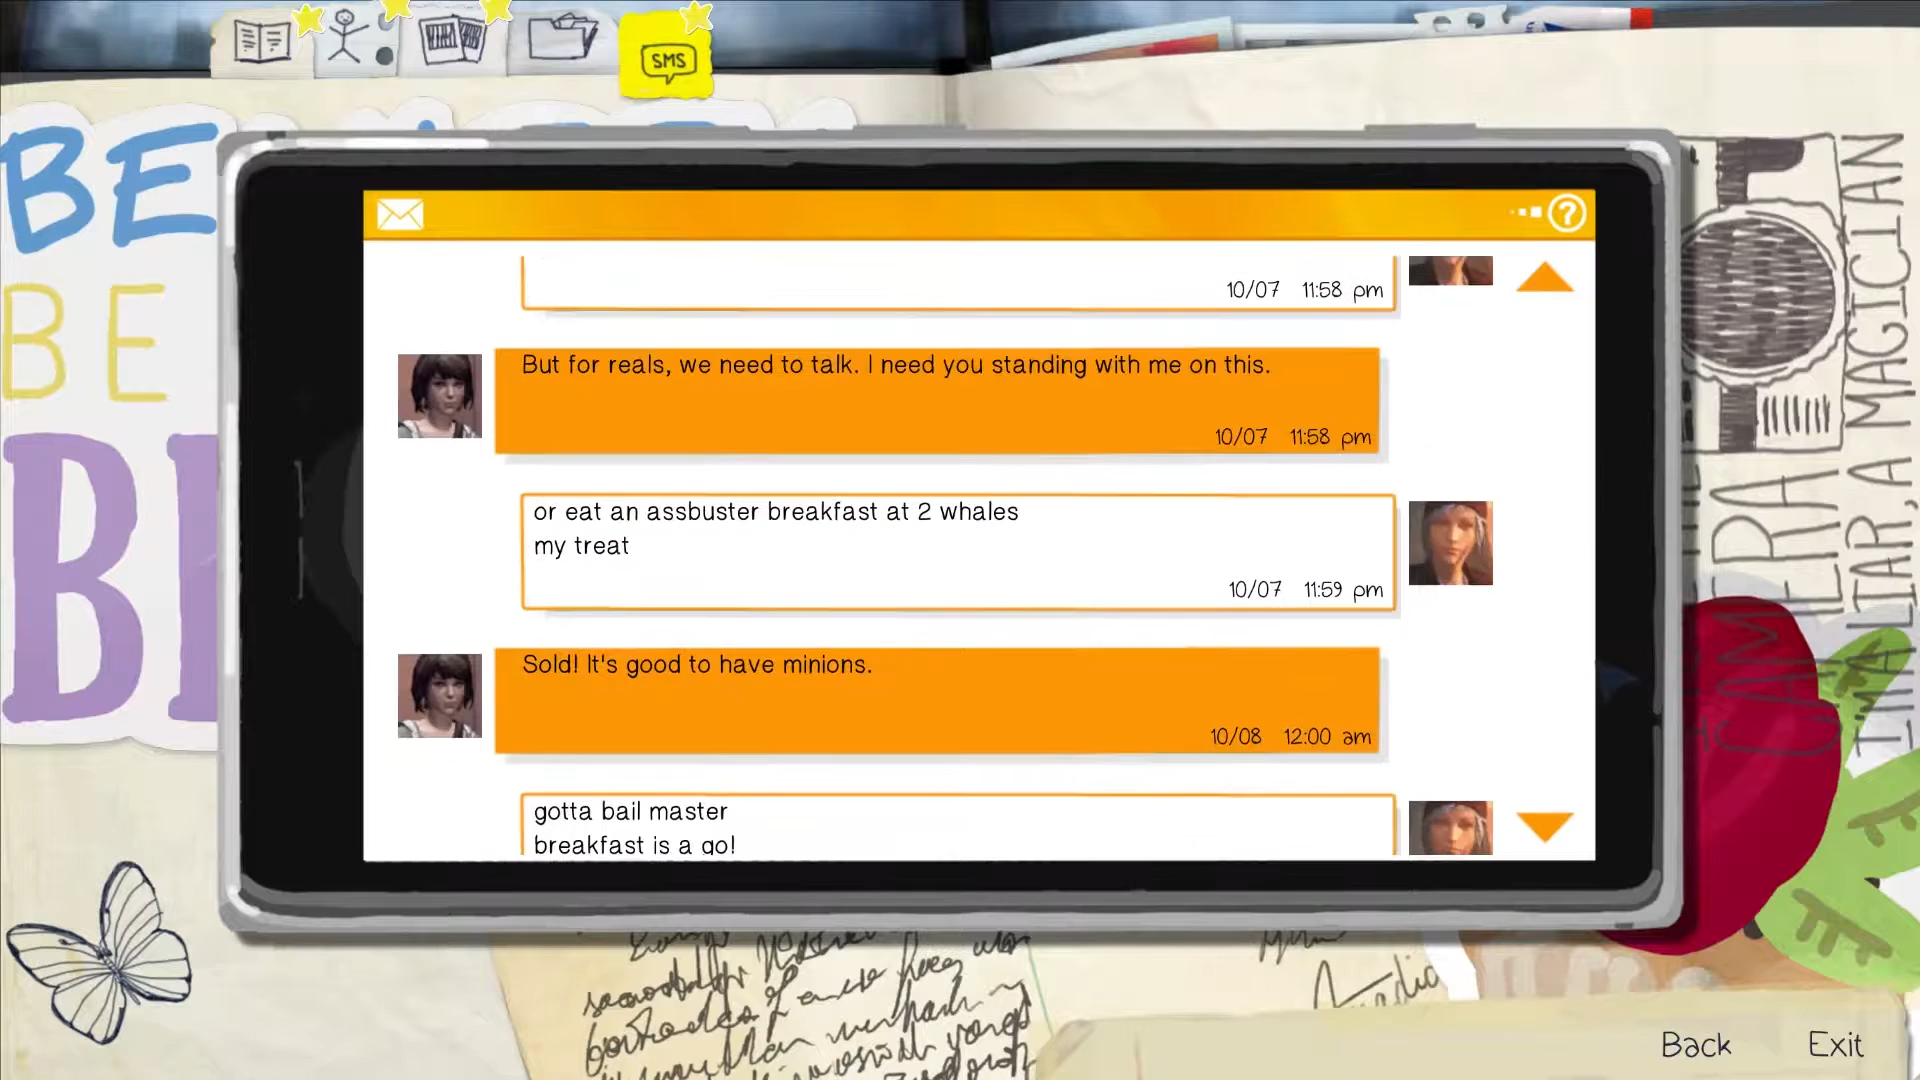 SMS
BE
BE
10/07 11:58 pm
But for reals, we need to talk. I need you standing with me on this.
10/07 11:58 pm
or eat an assbuster breakfast at 2 whales
my treat
10/07 11:59 pm
Sold! It's good to have minions.
10/08 12:00 am
gotta bail master
breakfast is a go!
CAMERA
IM A LIAR, A MAGICIAN
Back
Exit